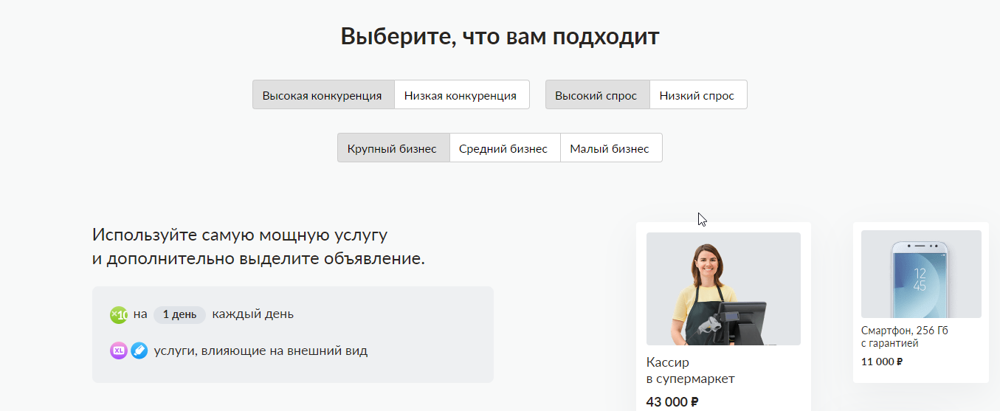 Выберите, что вам подходит
Высокая конкуренция Низкая конкуренция Высокий спрос Низкий спрос
Крупный бизнес Средний бизнес Малый бизнес
Используйте самую мощную услугу
и дополнительно выделите объявление.
×10 на 1 день каждый день
XL услуги, влияющие на внешний вид
Кассир
в супермаркет
43 000 ₽
12
45
Смартфон, 256 Гб
с гарантией
11 000 ₽